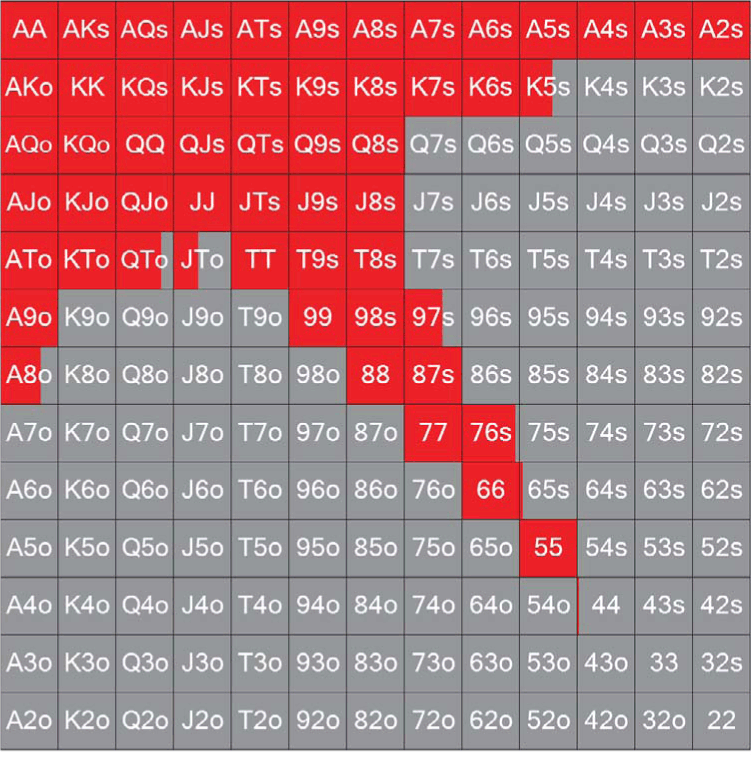 AA AKs AQs AJs ATs A9s A8s A7s A6s A5s A4s A3s A2s
AKo KK KQs KJs KTs K9s K8s K7s K6s K5s K4s K3s K2s
AQo KQo QQ QJs QTs Q9s Q8s Q7s Q6s Q5s Q4s Q3s Q2s
AJo KJo QJo JJ JTs J9s J8s J7s J6s J5s J4s J3s J2s
ATo KTo QTo JTo TT T9s T8s T7s T6s T5s T4s T3s T2s
A9o K9o Q9o J9o T9o 99 98s 97s 96s 95s 94s 93s 92s
A8o K8o Q8o J8o T8o 98o 88 87s 86s 85s 84s 83s 82s
A7o K7o Q7o J7o T7o 97o 87o 77 76s 75s 74s 73s 72s
A6o K6o Q6o J6o T6o 96o 86o 76o 66 65s 64s 63s 62s
A5o K5o Q5o J5o T5o 95o 85o 75o 65o 55 54s 53s 52s
A4o K4o Q4o J4o T4o 94o 84o 74o 64o 54o 44 43s 42s
A3o K3o Q3o J3o T3o 93o 83o 73o 63o 53o 43o 33 32s
A2o K2o Q2o J2o T2o 92o 82o 72o 62o 52o 42o 32o 22